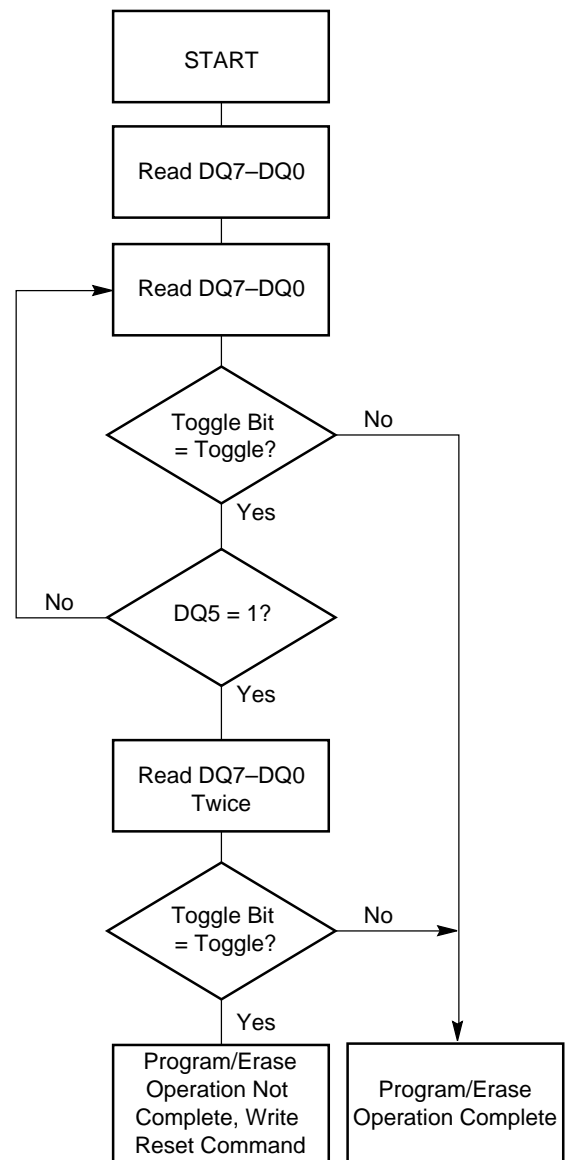 START
Read DQ7–DQ0
Read DQ7–DQ0
Toggle Bit
= Toggle?
No
Yes
No
DQ5 = 1?
Yes
Read DQ7–DQ0
Twice
Toggle Bit
= Toggle?
No
Yes
Program/Erase
Operation Not
Complete, Write
Reset Command
Program/Erase
Operation Complete